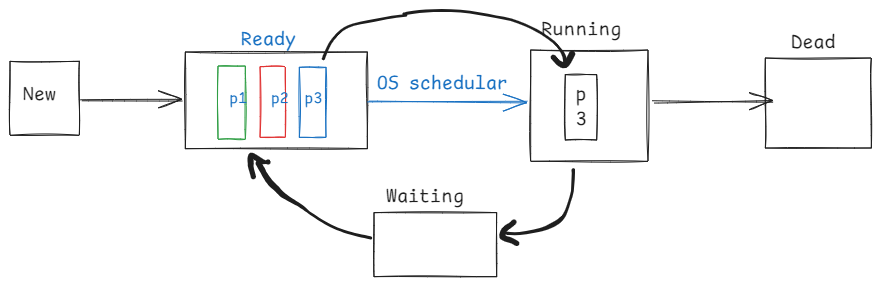 Ready
Running
Dead
New
p1
p2
p3
OS schedular
p
3
Waiting